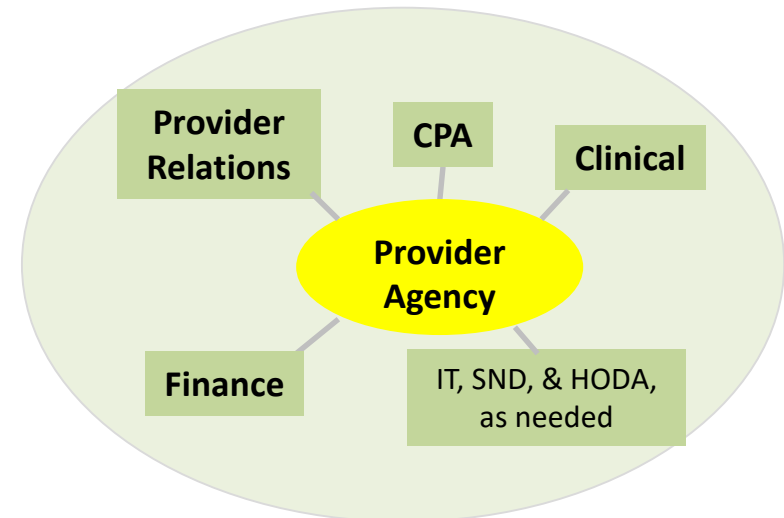 Provider
Relations
CPA
Clinical
Provider
Agency
Finance
IT, SND, & HODA,
as needed